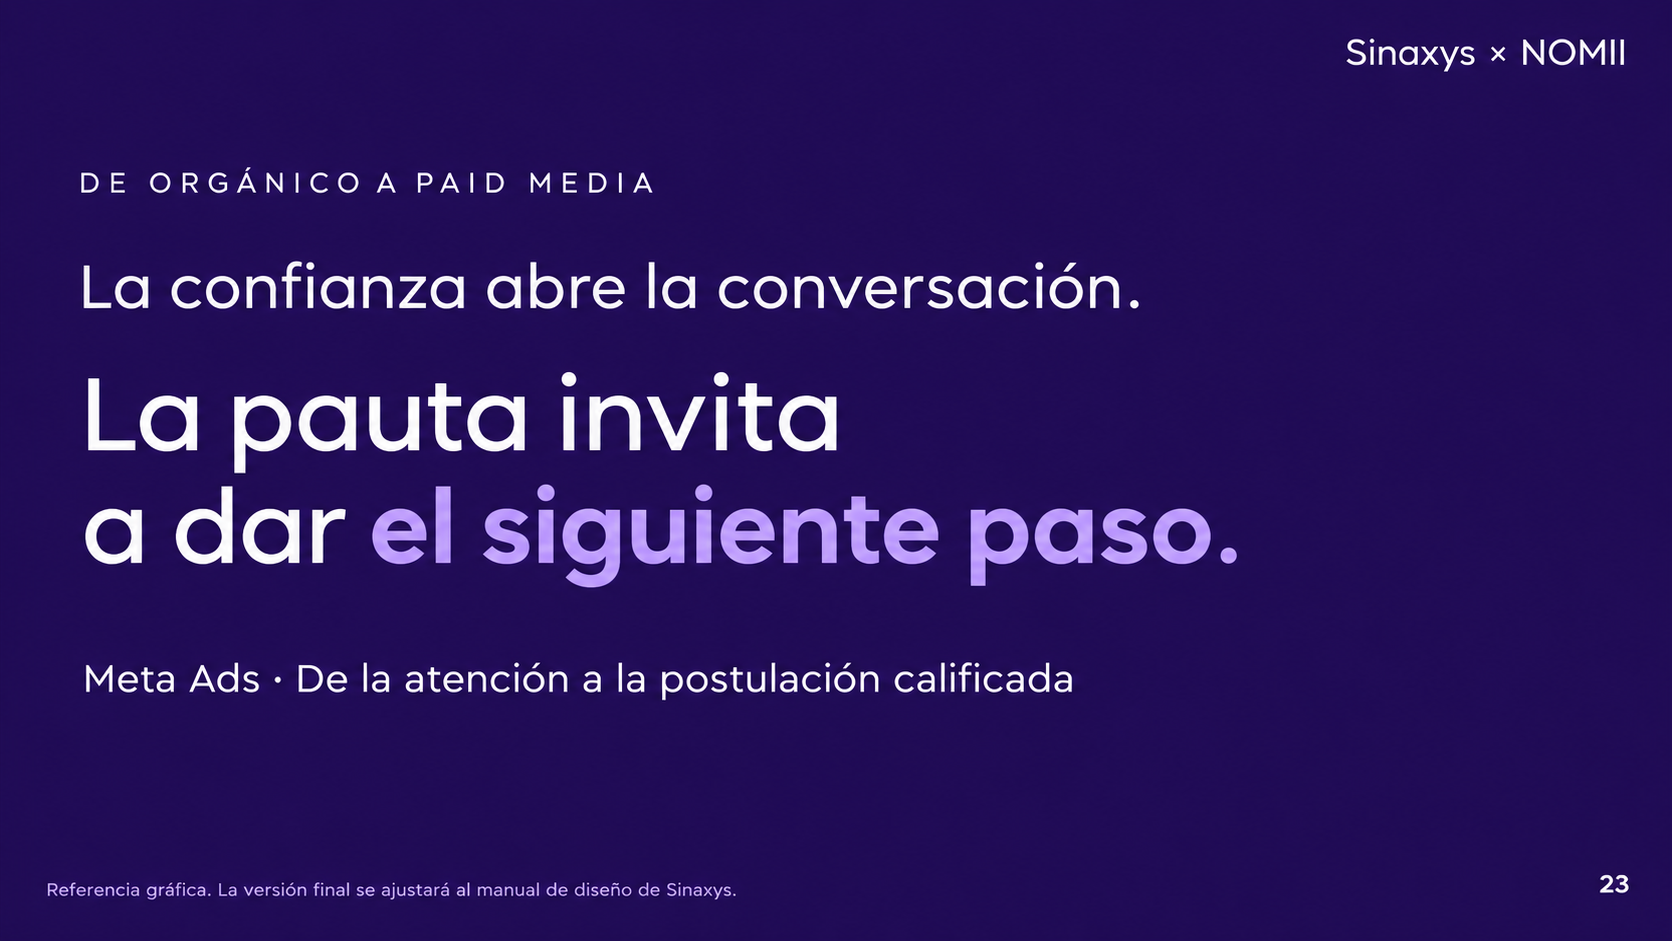 Sinaxys × NOMII
DE ORGÁNICO A PAID MEDIA
La confianza abre la conversación.
La pauta invita
a dar el siguiente paso.
Meta Ads · De la atención a la postulación calificada
Referencia gráfica. La versión final se ajustará al manual de diseño de Sinaxys.
23